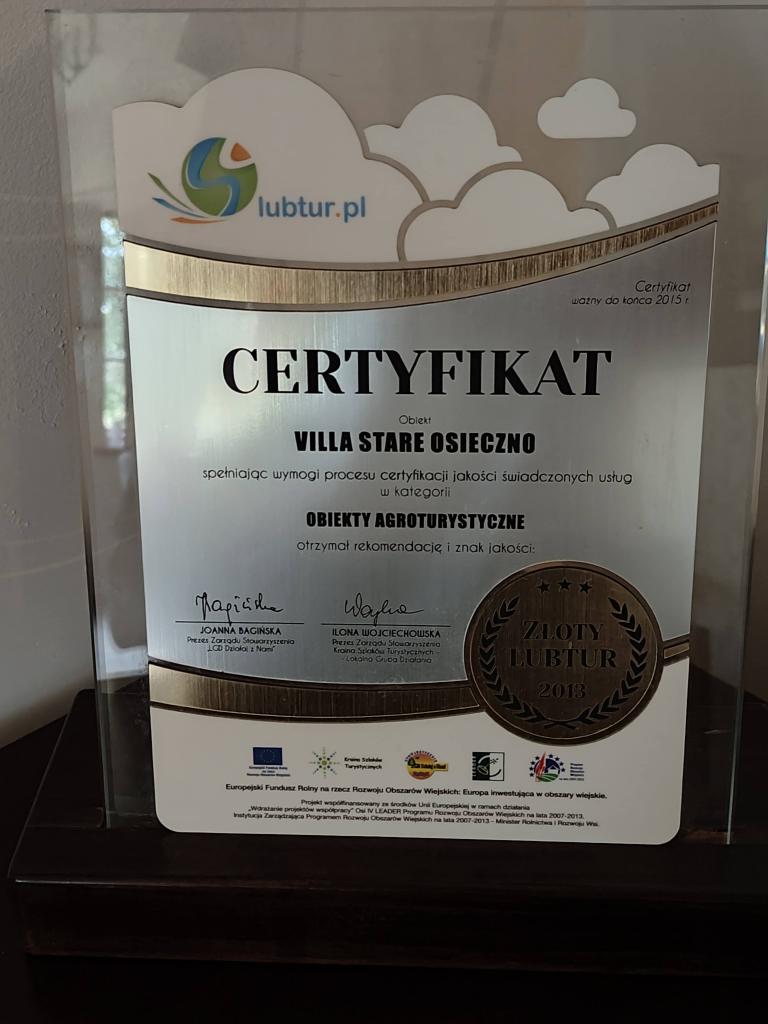 lubtur.pl
Certyfikat
ważny do końca 2015 r.
CERTYFIKAT
Obiekt
VILLA STARE OSIECZNO
spełniając wymogi procesu certyfikacji jakości świadczonych usług
w kategorii
OBIEKTY AGROTURYSTYCZNE
otrzymał rekomendację i znak jakości:
JOANNA BAGIŃSKA
Prezes Zarządu Stowarzyszenia
„LGD Działaj z Nami"
ILONA WOJCIECHOWSKA
Prezes Zarządu Stowarzyszenia
Kraina Szlaków Turystycznych –
- Lokalna Grupa Działania
ZŁOTY
LUBTUR
2013
Kraina Szlaków
Turystycznych
Europejski Fundusz Rolny na rzecz Rozwoju Obszarów Wiejskich: Europa inwestująca w obszary wiejskie.
Projekt współfinansowany ze środków Unii Europejskiej w ramach działania
„Wdrażanie projektów współpracy" Osi IV LEADER Programu Rozwoju Obszarów Wiejskich na lata 2007-2013.
Instytucja Zarządzająca Programem Rozwoju Obszarów Wiejskich na lata 2007-2013 - Minister Rolnictwa i Rozwoju Wsi.